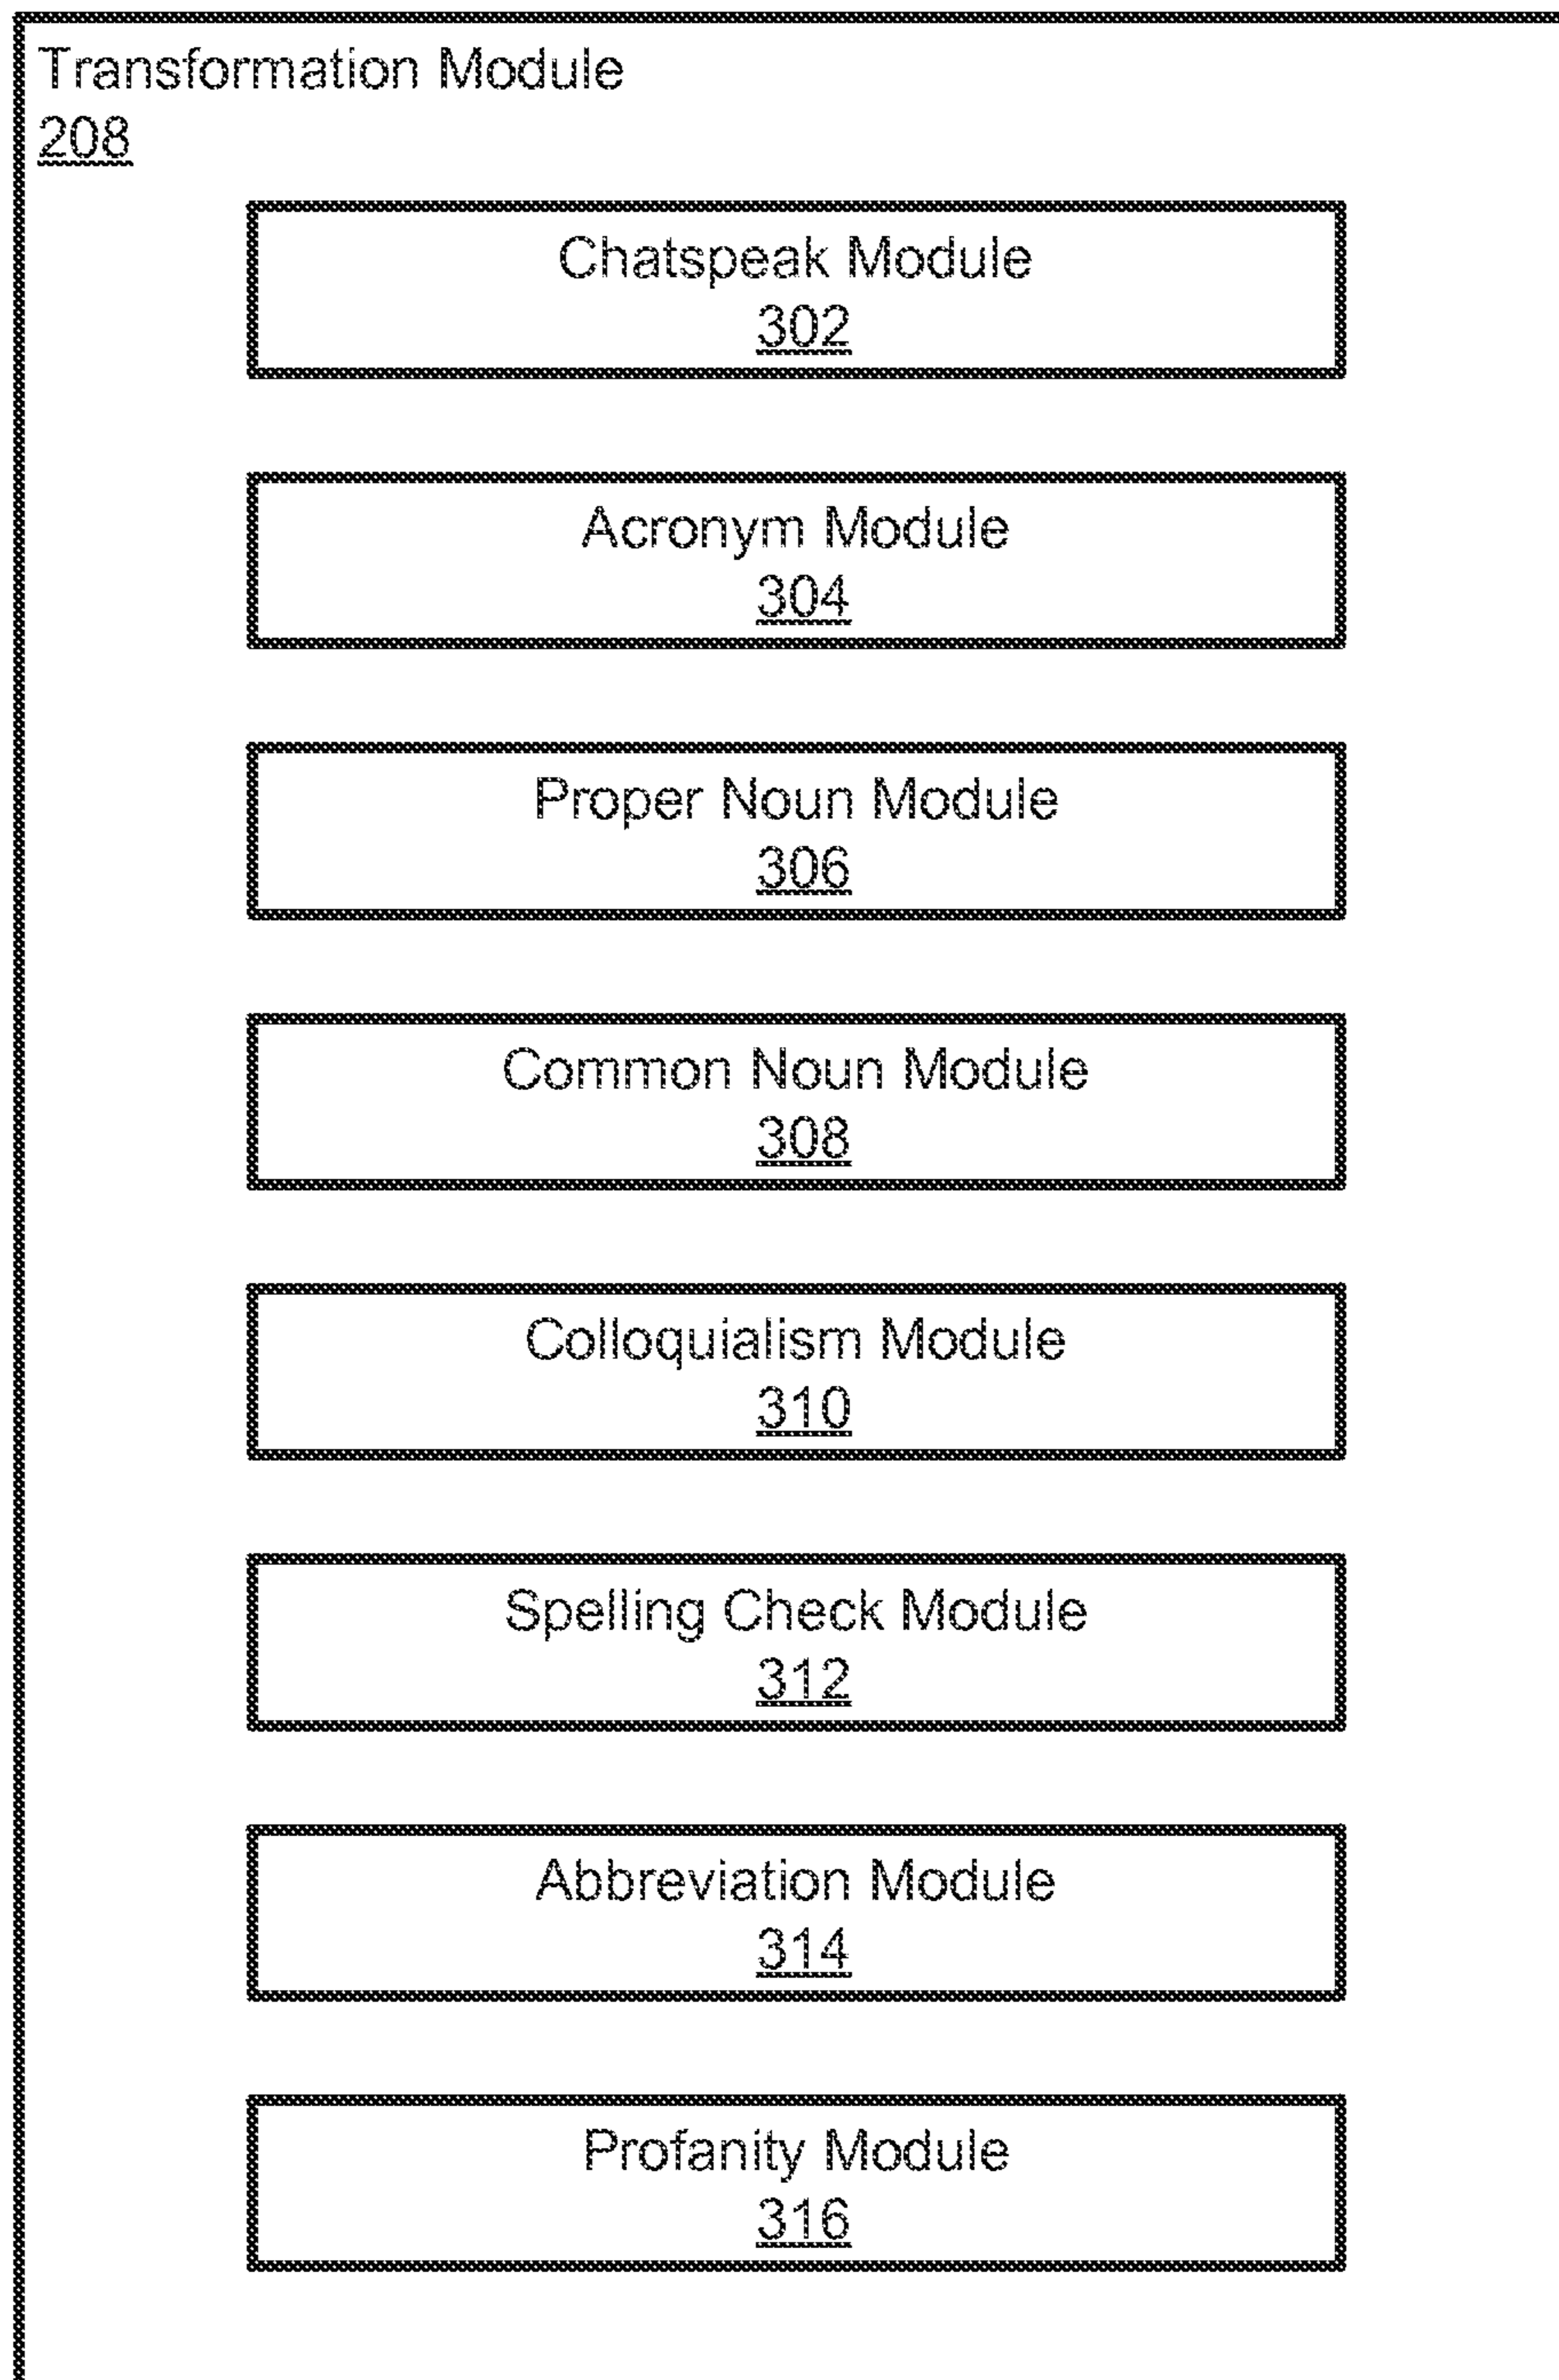 Transformation Module
208
Chatspeak Module
302
Acronym Module
304
Proper Noun Module
306
Common Noun Module
308
Colloquialism Module
310
Spelling Check Module
312
Abbreviation Module
314
Profanity Module
316